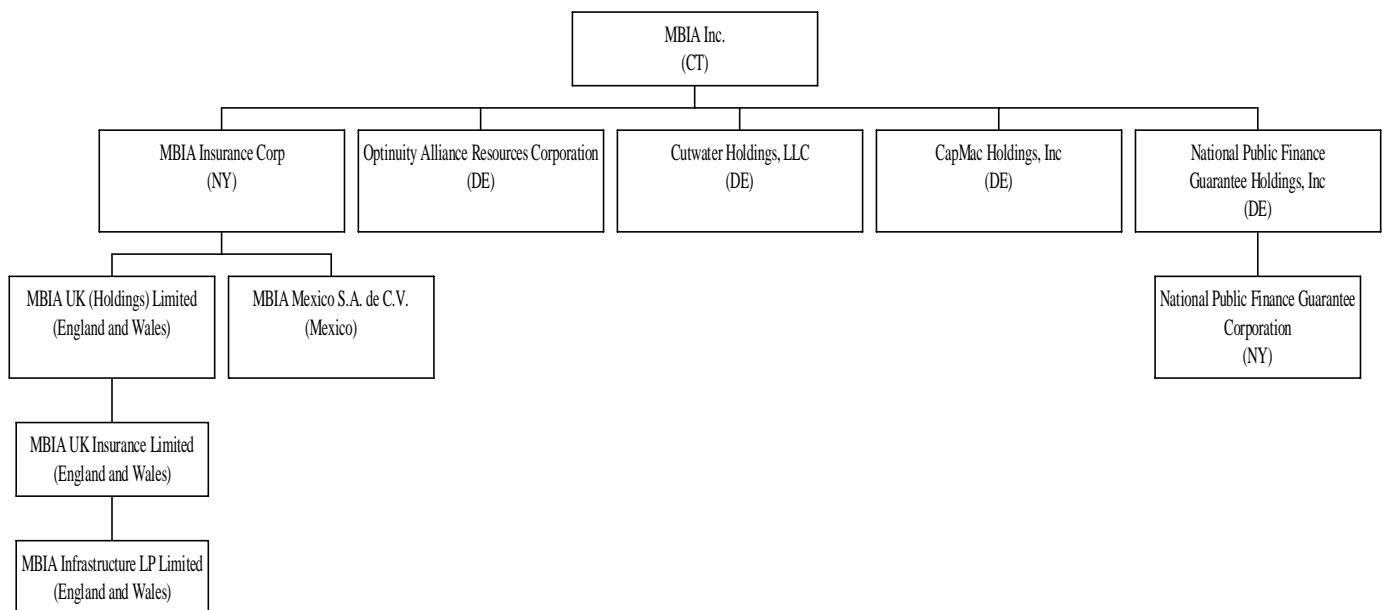 MBIA Inc.
(CT)
MBIA Insurance Corp
(NY)
Optinuity Alliance Resources Corporation
(DE)
Cutwater Holdings, LLC
(DE)
CapMac Holdings, Inc
(DE)
National Public Finance
Guarantee Holdings, Inc
(DE)
MBIA UK (Holdings) Limited
(England and Wales)
MBIA Mexico S.A. de C.V.
(Mexico)
National Public Finance Guarantee
Corporation
(NY)
MBIA UK Insurance Limited
(England and Wales)
MBIA Infrastructure LP Limited
(England and Wales)